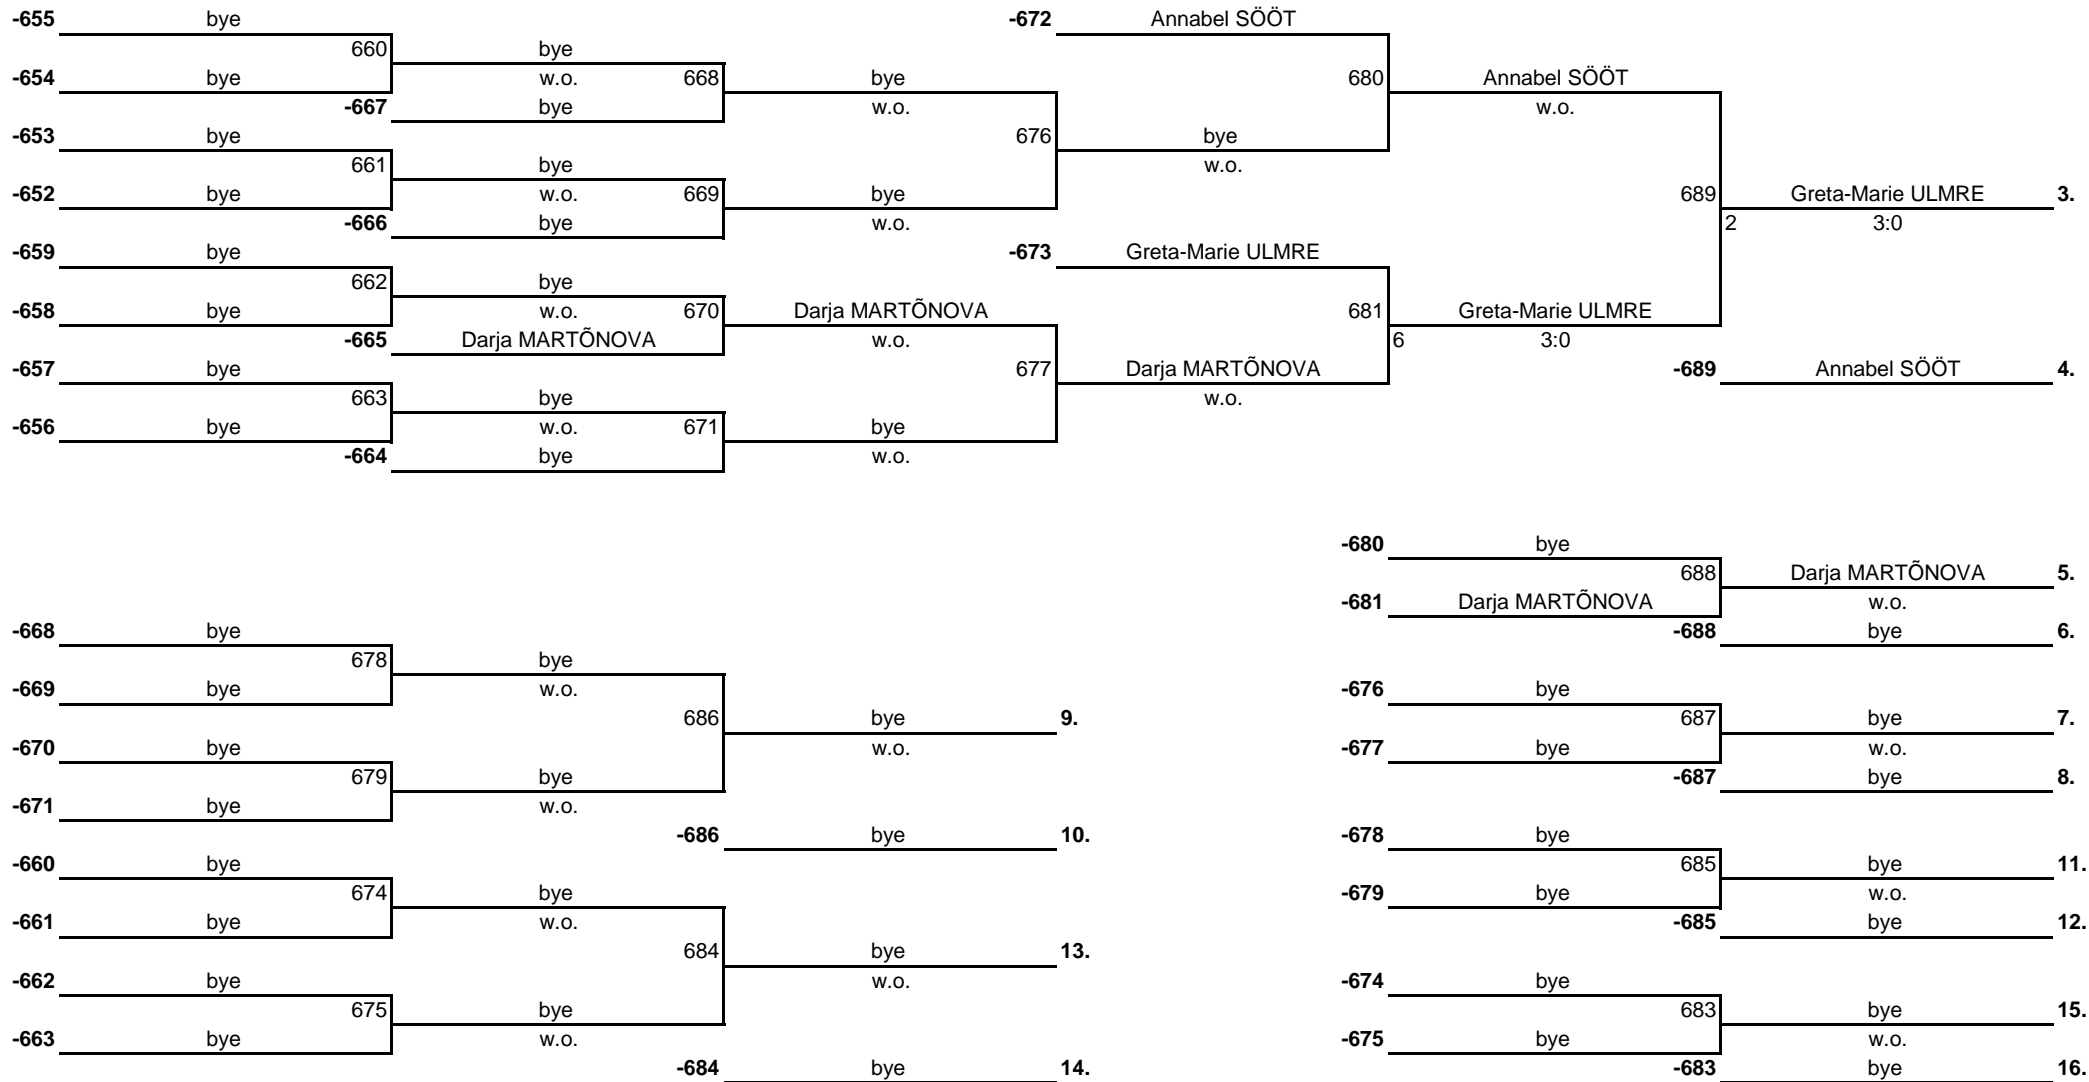 -655 bye -672 Annabel SÖÖT
660 bye
-654 bye w.o. 668 bye 680 Annabel SÖÖT
-667 bye w.o. w.o.
-653 bye 676 bye
661 bye w.o.
-652 bye w.o. 669 bye 689 Greta-Marie ULMRE 3.
-666 bye w.o. 2 3:0
-659 bye -673 Greta-Marie ULMRE
662 bye
-658 bye w.o. 670 Darja MARTÕNOVA 681 Greta-Marie ULMRE
-665 Darja MARTÕNOVA w.o. 6 3:0
-657 bye 677 Darja MARTÕNOVA -689 Annabel SÖÖT 4.
663 bye w.o.
-656 bye w.o. 671 bye
-664 bye w.o.
-680 bye
688 Darja MARTÕNOVA 5.
-681 Darja MARTÕNOVA w.o.
-668 bye -688 bye 6.
678 bye
-669 bye w.o. -676 bye
686 bye 9. 687 bye 7.
-670 bye w.o. -677 bye w.o.
679 bye -687 bye 8.
-671 bye w.o.
-686 bye 10. -678 bye
-660 bye 685 bye 11.
674 bye -679 bye w.o.
-661 bye w.o. -685 bye 12.
684 bye 13.
-662 bye w.o. -674 bye
675 bye 683 bye 15.
-663 bye w.o. -675 bye w.o.
-684 bye 14. -683 bye 16.